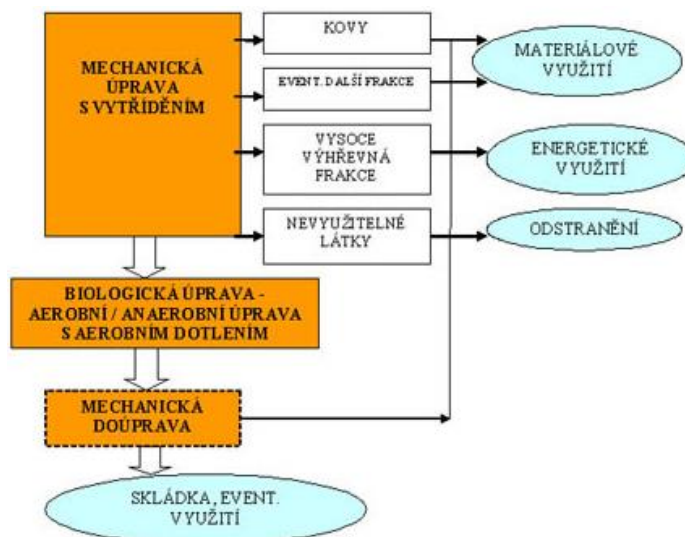 MECHANICKÁ
ÚPRAVA
S VYTŘÍDĚNÍM
KOVY
EVENT. DALŠÍ FRAKCE
VYSOCE
VÝHŘEVNÁ
FRAKCE
NEVYUŽITELNÉ
LÁTKY
MATERIÁLOVÉ
VYUŽITÍ
ENERGETICKÉ
VYUŽITÍ
ODSTRANĚNÍ
BIOLOGICKÁ ÚPRAVA -
AEROBNÍ / ANAEROBNÍ ÚPRAVA
S AEROBNÍM DOTLENÍM
MECHANICKÁ
DOÚPRAVA
SKLÁDKA, EVENT.
VYUŽITÍ